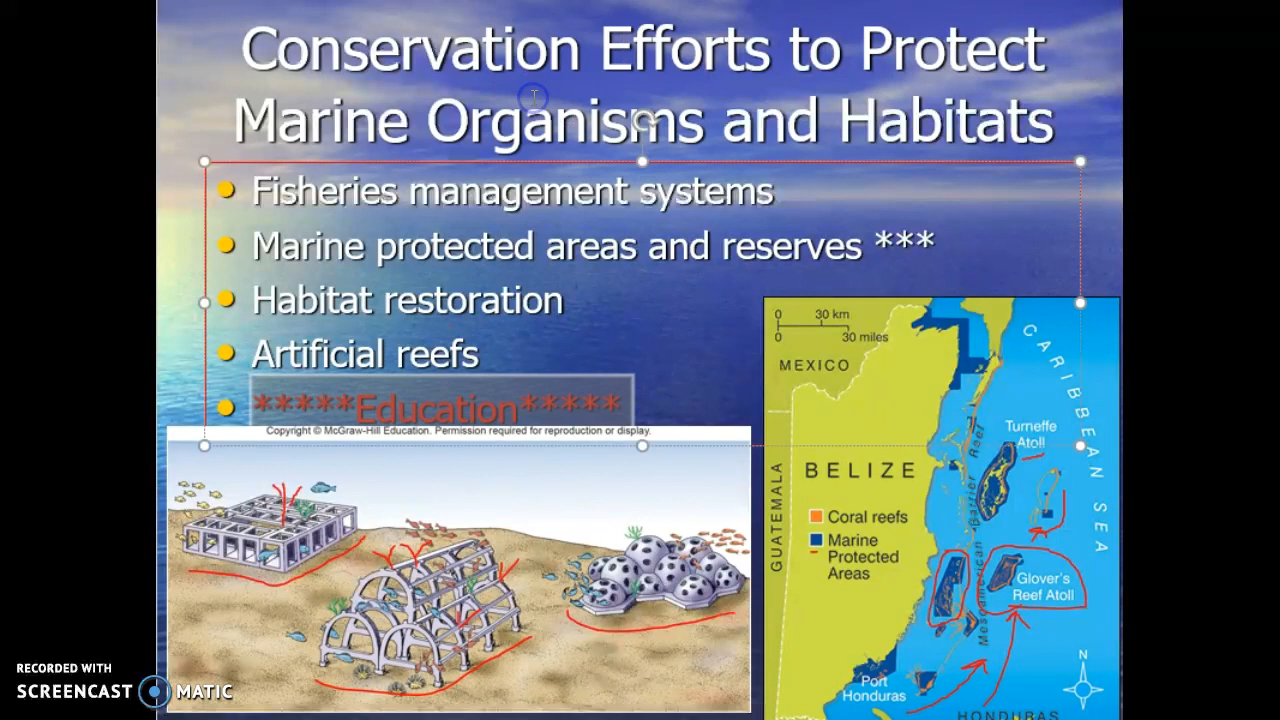 Conservation Efforts to Protect
Marine Organisms and Habitats
Fisheries management systems
Marine protected areas and reserves ***
Habitat restoration
Artificial reefs
*****Education*****
Copyright © McGraw-Hill Education. Permission required for reproduction or display.
0 30 km
0 30 miles
MEXICO
CARIBBEAN SEA
Turneffe
Atoll
BELIZE
GUATEMALA
Coral reefs
Marine
Protected
Areas
Mesoamerican Barrier Reef
Glover's
Reef Atoll
N
Port
Honduras
HONDURAS
RECORDED WITH
SCREENCAST MATIC